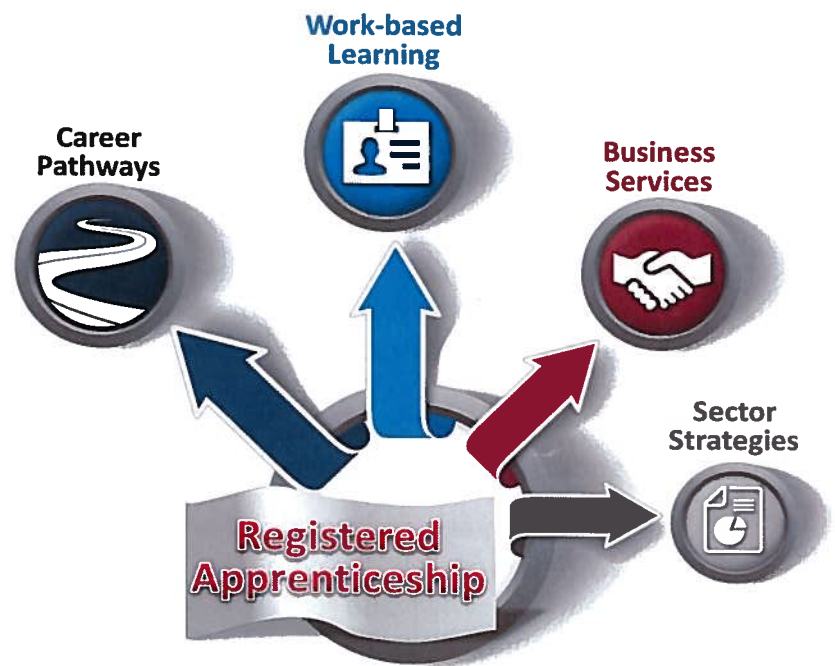 Work-based
Learning
Career
Pathways
Business
Services
Sector
Strategies
Registered
Apprenticeship